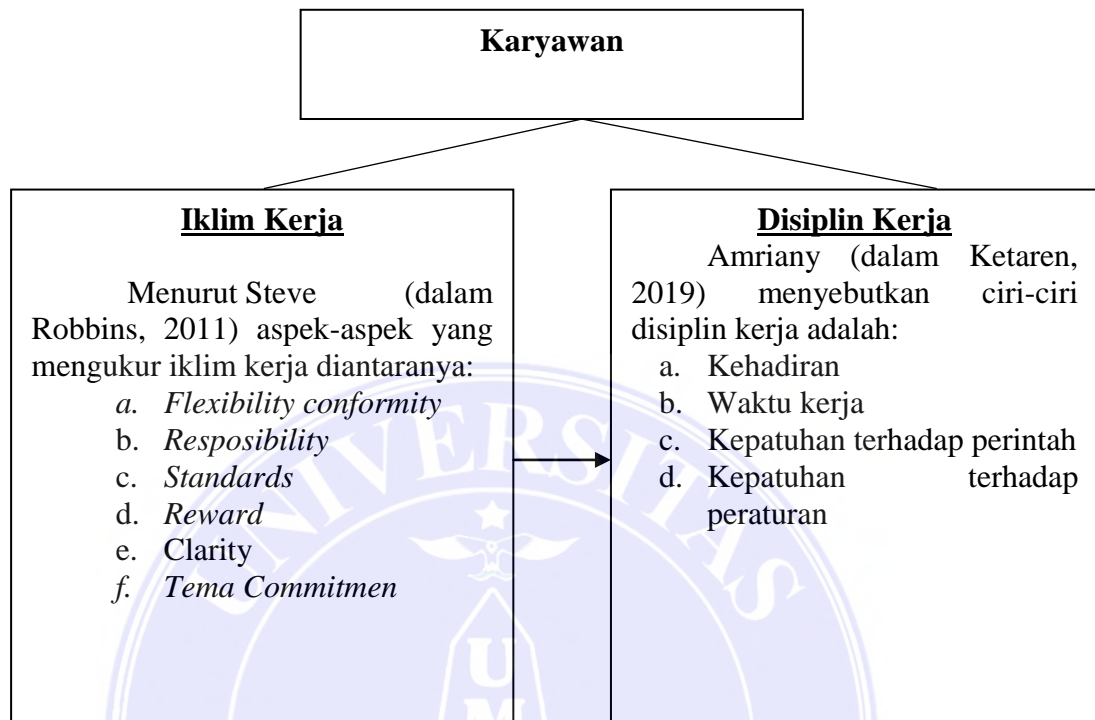 Karyawan
Iklim Kerja
Menurut Steve (dalam
Robbins, 2011) aspek-aspek yang
mengukur iklim kerja diantaranya:
a. Flexibility conformity
b. Resposibility
c. Standards
d. Reward
e. Clarity
f. Tema Commitmen
Disiplin Kerja
Amriany (dalam Ketaren,
2019) menyebutkan ciri-ciri
disiplin kerja adalah:
a. Kehadiran
b. Waktu kerja
c. Kepatuhan terhadap perintah
d. Kepatuhan terhadap
peraturan
UNIVERSITAS
U
M